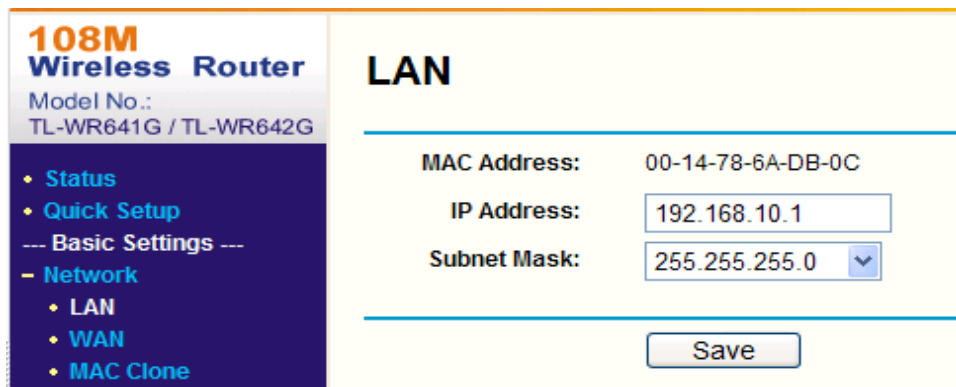 108M
Wireless Router
Model No.:
TL-WR641G / TL-WR642G
• Status
• Quick Setup
--- Basic Settings ---
– Network
• LAN
• WAN
• MAC Clone
LAN
MAC Address: 00-14-78-6A-DB-0C
IP Address: 192.168.10.1
Subnet Mask: 255.255.255.0
Save